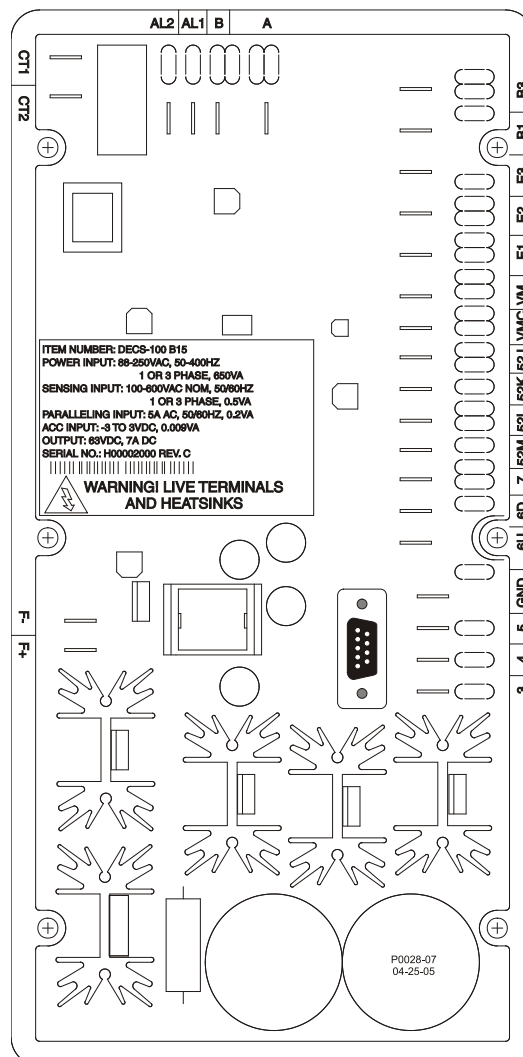 AL2 AL1 B A
CT1
CT2
B3
B1
E3
E2
E1
VM
VMC
52J
52K
52L
52M
7
6D
6U
GND
5
4
3
ITEM NUMBER: DECS-100 B15
POWER INPUT: 88-250VAC, 50-400HZ
1 OR 3 PHASE, 650VA
SENSING INPUT: 100-600VAC NOM, 50/60HZ
1 OR 3 PHASE, 0.5VA
PARALLELING INPUT: 5A AC, 50/60HZ, 0.2VA
ACC INPUT: -3 TO 3VDC, 0.009VA
OUTPUT: 63VDC, 7A DC
SERIAL NO.: H00002000 REV. C
WARNING! LIVE TERMINALS
AND HEATSINKS
F-
F+
P0028-07
04-25-05